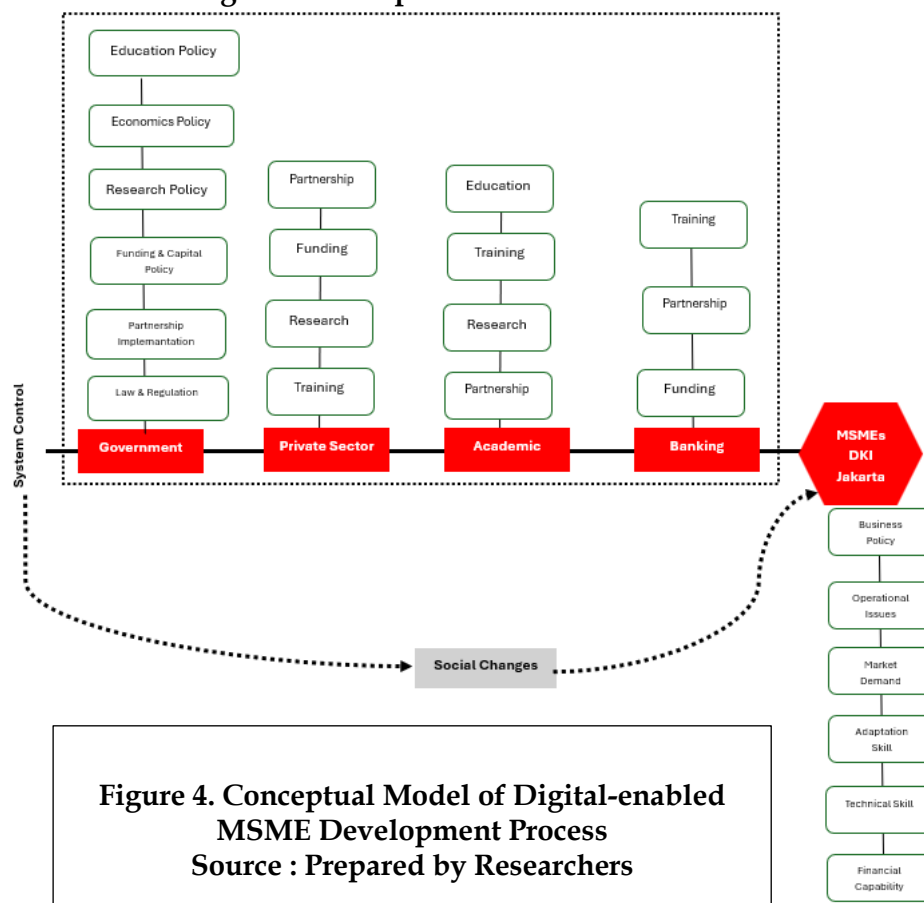 Education Policy
Economics Policy
Research Policy
Funding & Capital
Policy
Partnership
Implemantation
Law & Regulation
Government
Partnership
Funding
Research
Training
Private Sector
Education
Training
Research
Partnership
Academic
Training
Partnership
Funding
Banking
System Control
MSMEs
DKI
Jakarta
Business
Policy
Operational
Issues
Market
Demand
Adaptation
Skill
Technical Skill
Financial
Capability
Social Changes
Figure 4. Conceptual Model of Digital-enabled
MSME Development Process
Source : Prepared by Researchers